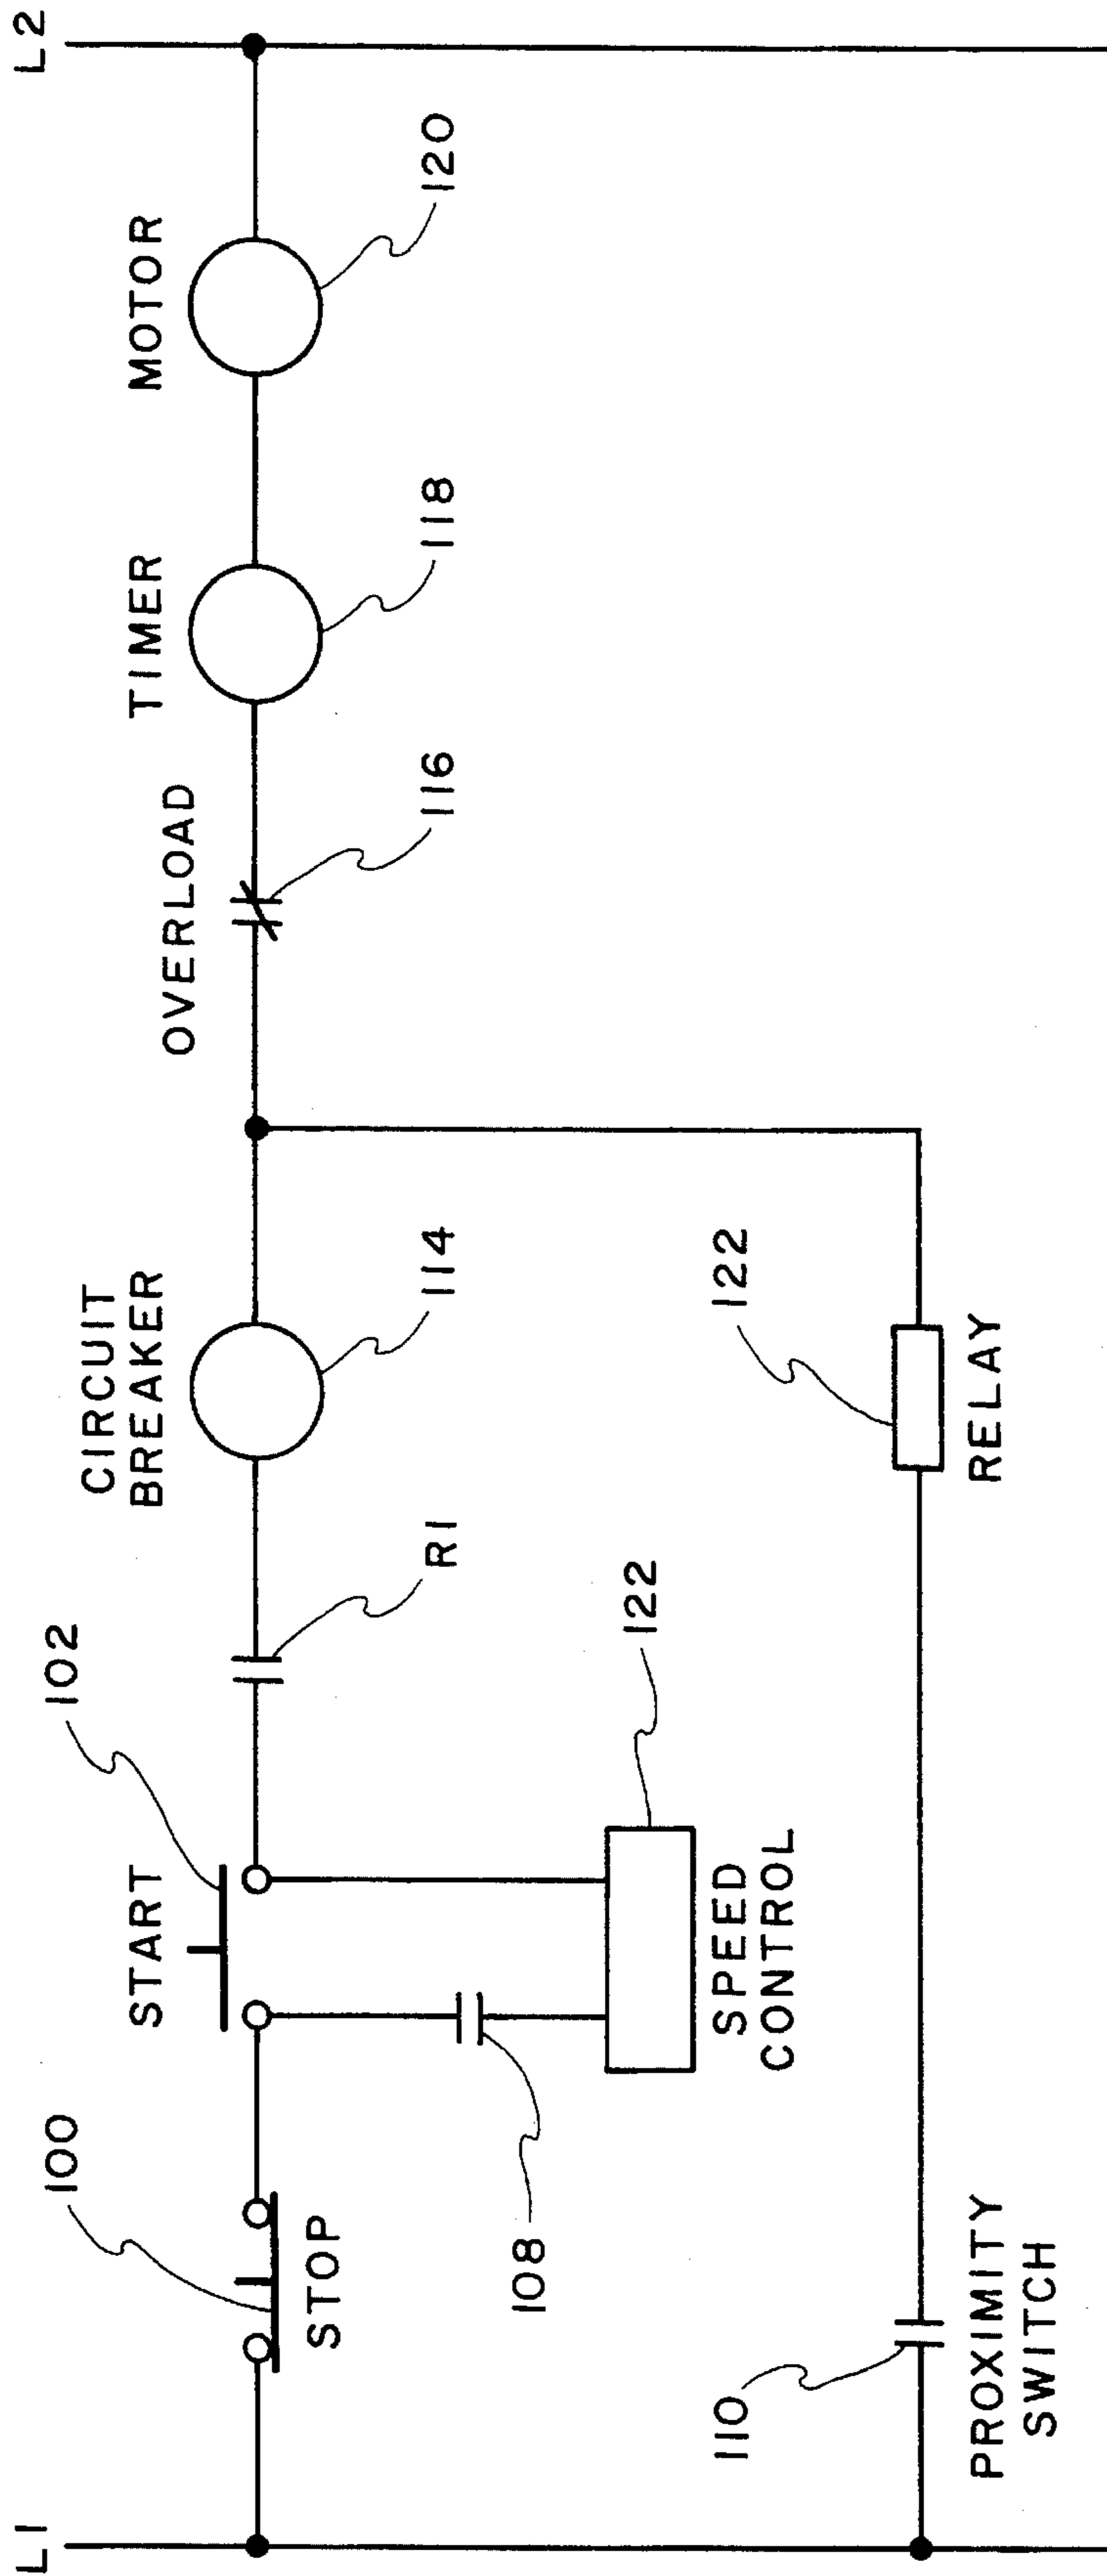 L1
L2
100
STOP
START
102
R1
CIRCUIT
BREAKER
114
OVERLOAD
116
TIMER
118
MOTOR
120
108
SPEED
CONTROL
122
110
PROXIMITY
SWITCH
122
RELAY